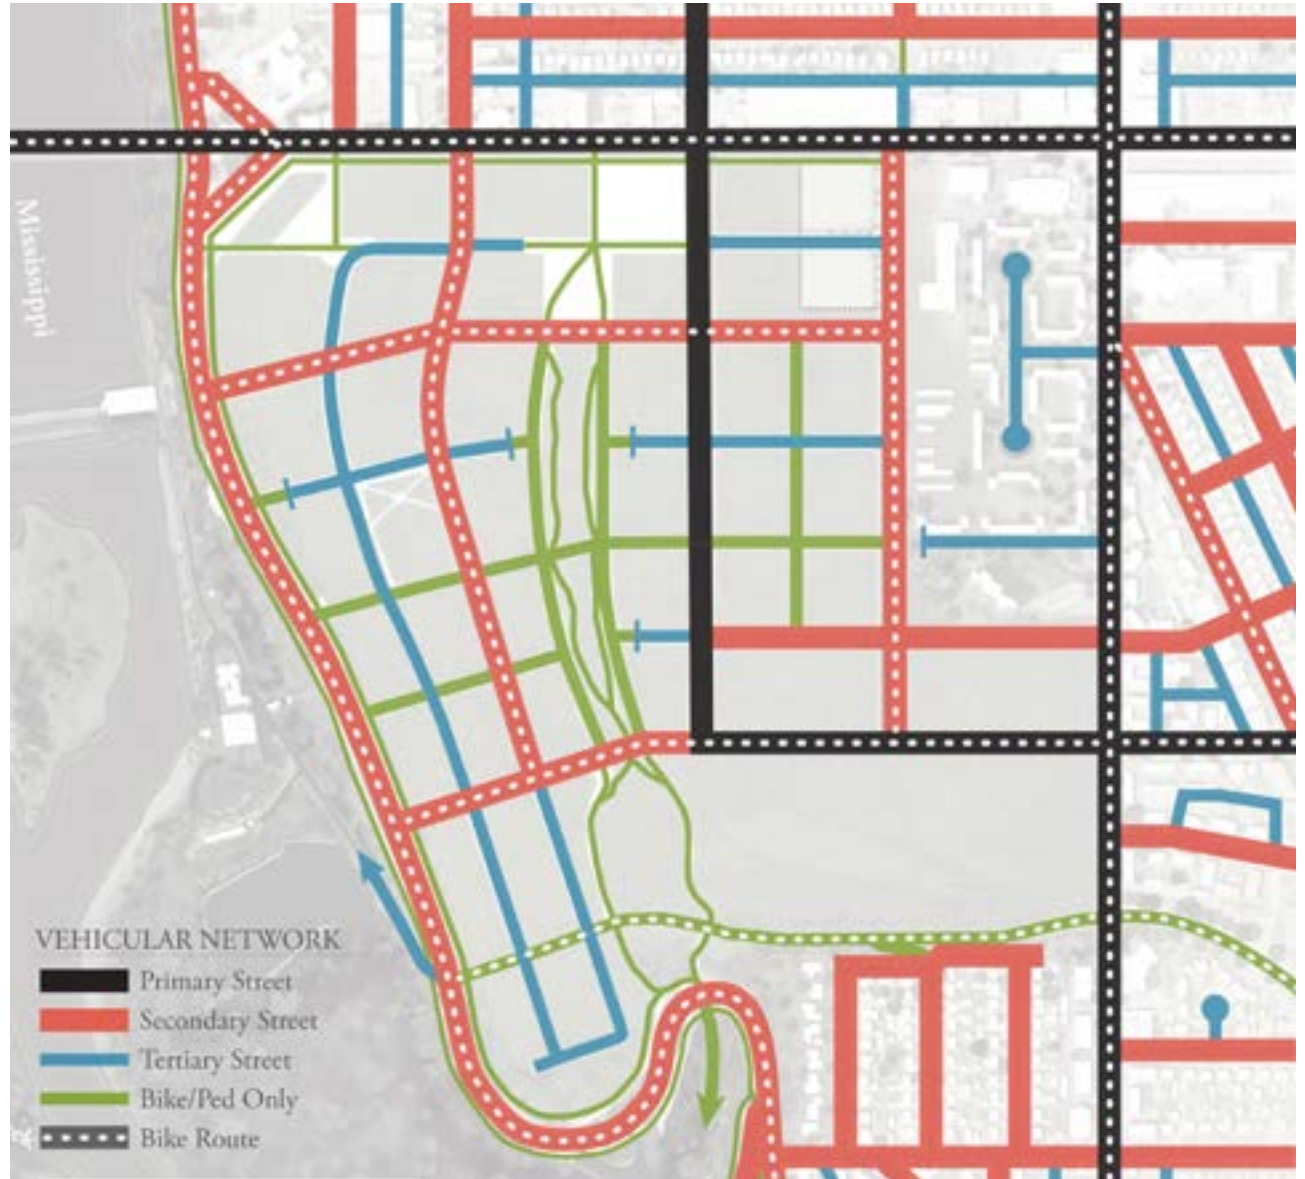 Mississippi
VEHICULAR NETWORK
Primary Street
Secondary Street
Tertiary Street
Bike/Ped Only
Bike Route